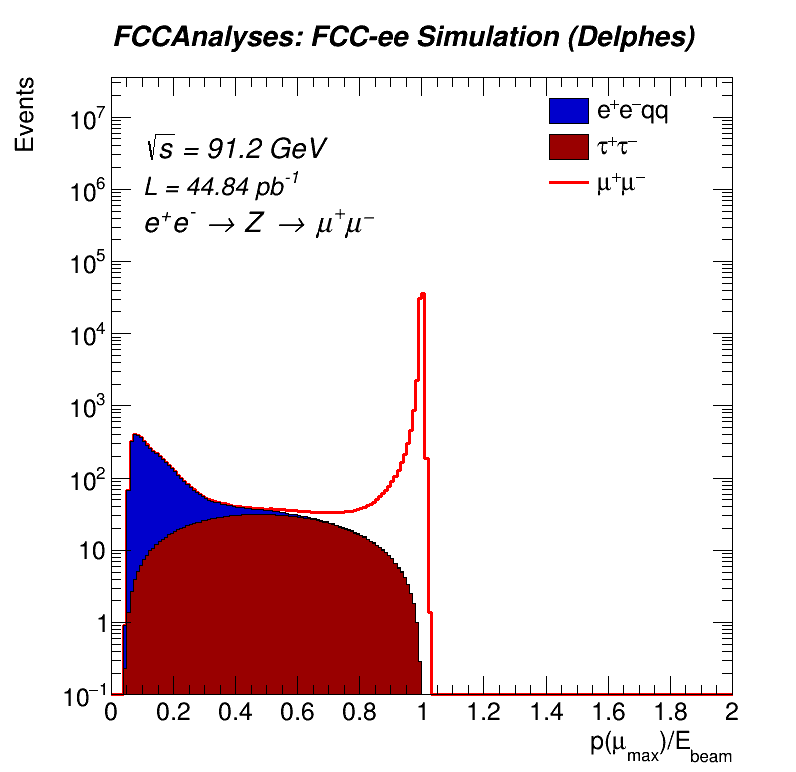 FCCAnalyses: FCC-ee Simulation (Delphes)
Events
10⁷
10⁶
10⁵
10⁴
10³
10²
10
1
10⁻¹
√s = 91.2 GeV
L = 44.84 pb⁻¹
e⁺e⁻ → Z → μ⁺μ⁻
e⁺e⁻qq
τ⁺τ⁻
μ⁺μ⁻
0 0.2 0.4 0.6 0.8 1 1.2 1.4 1.6 1.8 2
p(μ_max)/E_beam